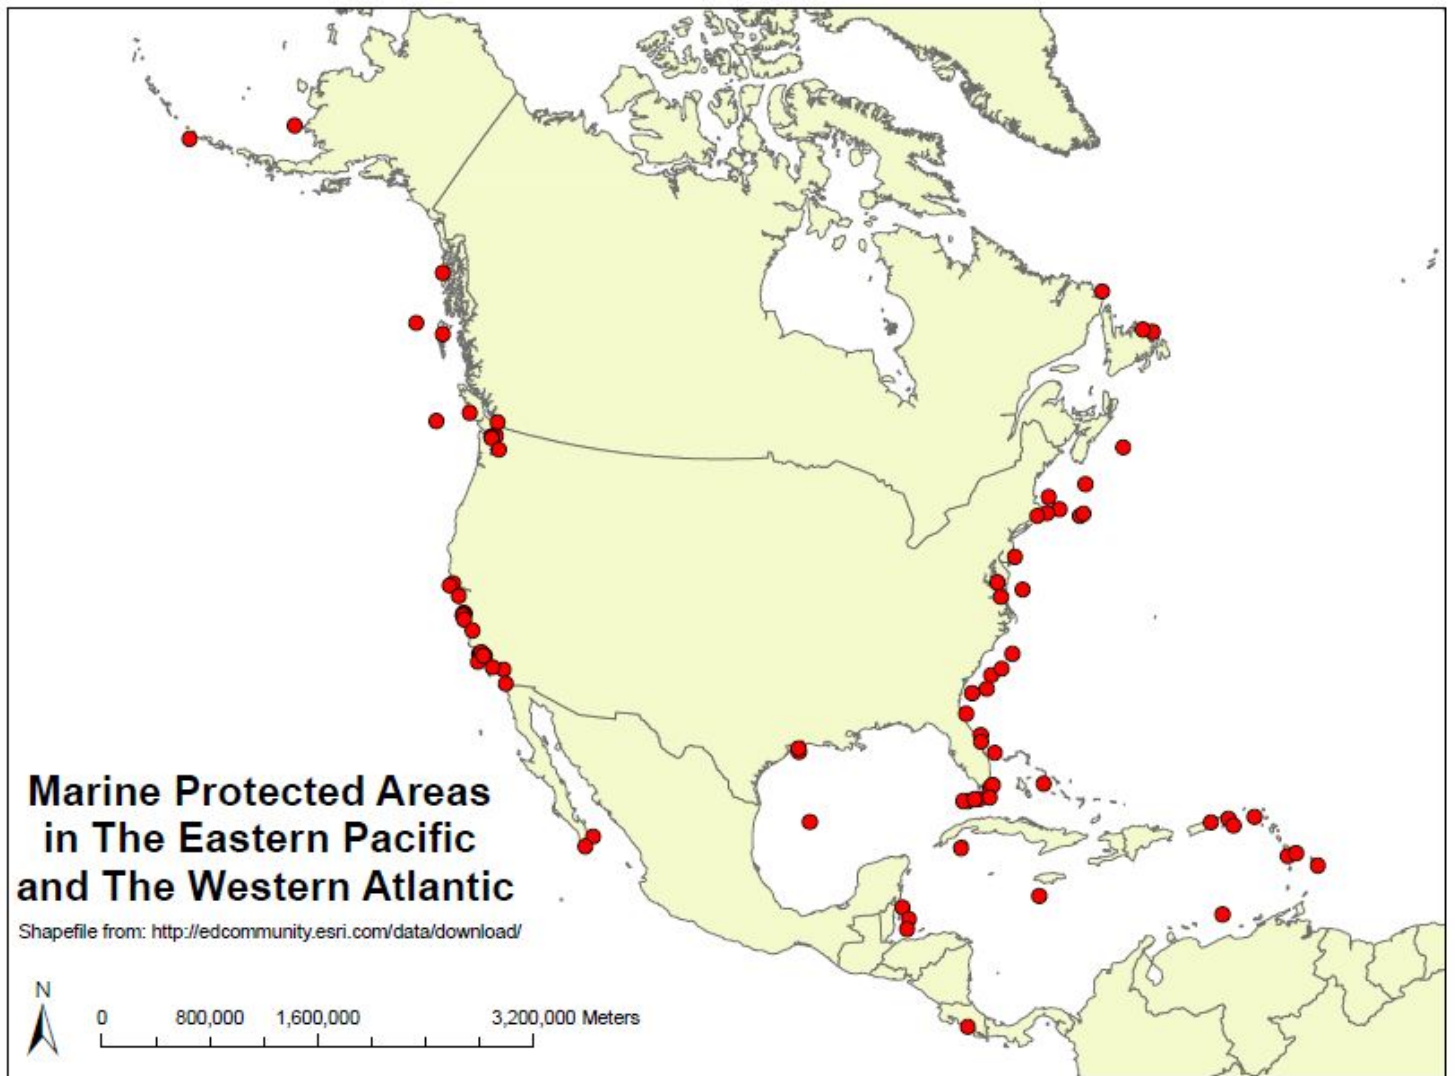 Marine Protected Areas
in The Eastern Pacific
and The Western Atlantic
Shapefile from: http://edcommunity.esri.com/data/download/
N
0 800,000 1,600,000 3,200,000 Meters